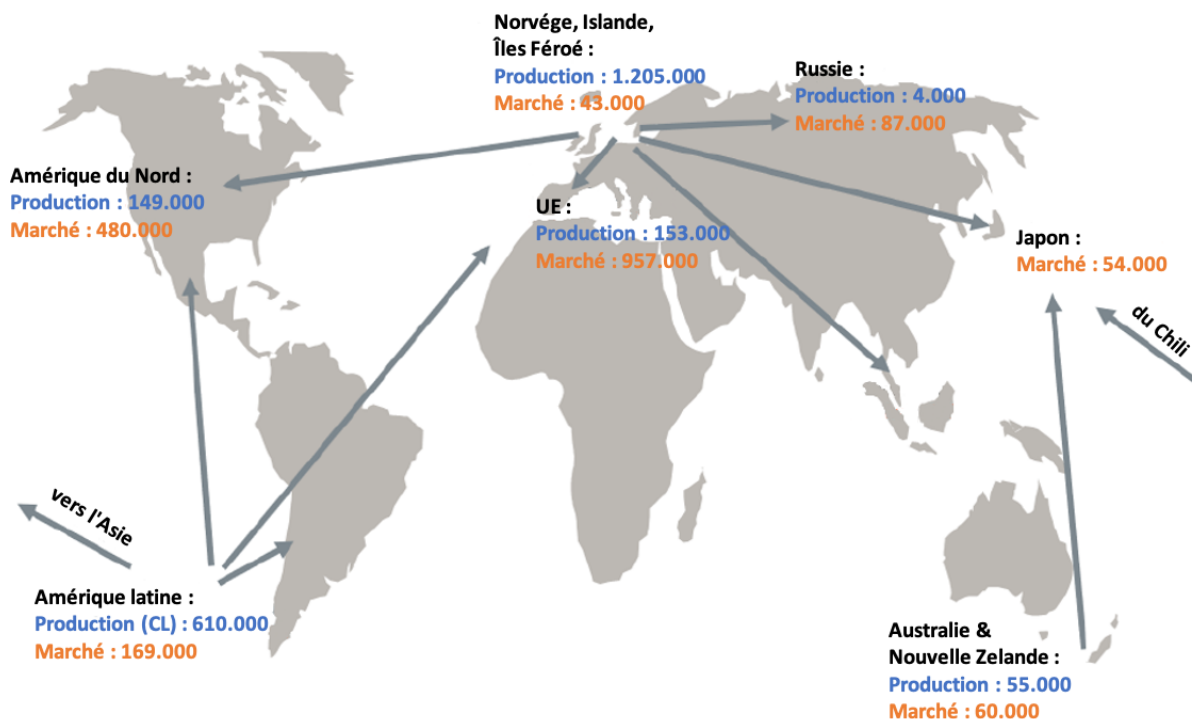 Norvége, Islande,
Îles Féroé :
Production : 1.205.000
Marché : 43.000
Russie :
Production : 4.000
Marché : 87.000
Amérique du Nord :
Production : 149.000
Marché : 480.000
UE :
Production : 153.000
Marché : 957.000
Japon :
Marché : 54.000
du Chili
vers l'Asie
Amérique latine :
Production (CL) : 610.000
Marché : 169.000
Australie &
Nouvelle Zelande :
Production : 55.000
Marché : 60.000